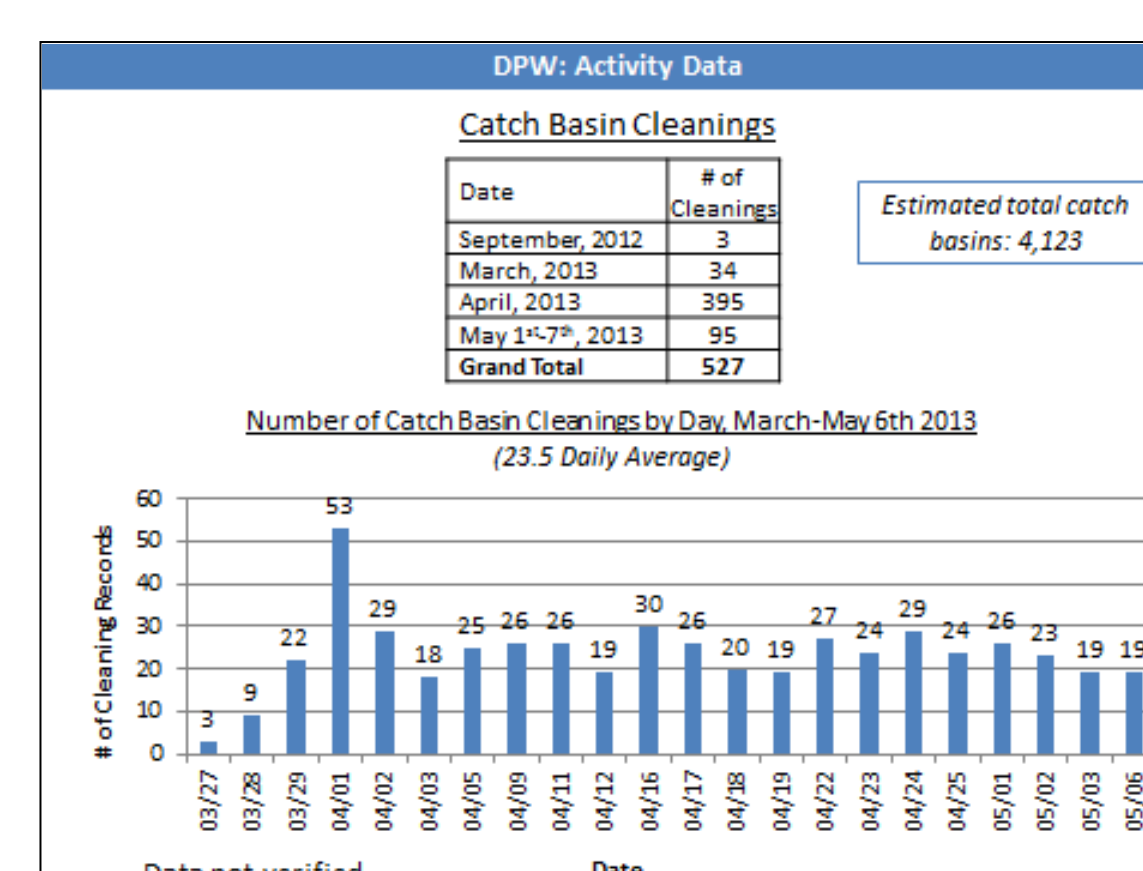 DPW: Activity Data
Catch Basin Cleanings
Date # of Cleanings
September, 2012 3
March, 2013 34
April, 2013 395
May 1st-7th, 2013 95
Grand Total 527
Estimated total catch
basins: 4,123
Number of Catch Basin Cleanings by Day, March-May 6th 2013
(23.5 Daily Average)
# of Cleaning Records
60
50
40
30
20
10
0
3 9 22 53 29 18 25 26 26 19 30 26 20 19 27 24 29 24 26 23 19 19
03/27 03/28 03/29 04/01 04/02 04/03 04/05 04/09 04/11 04/12 04/16 04/17 04/18 04/19 04/22 04/23 04/24 04/25 05/01 05/02 05/03 05/06
Data not verified
Date